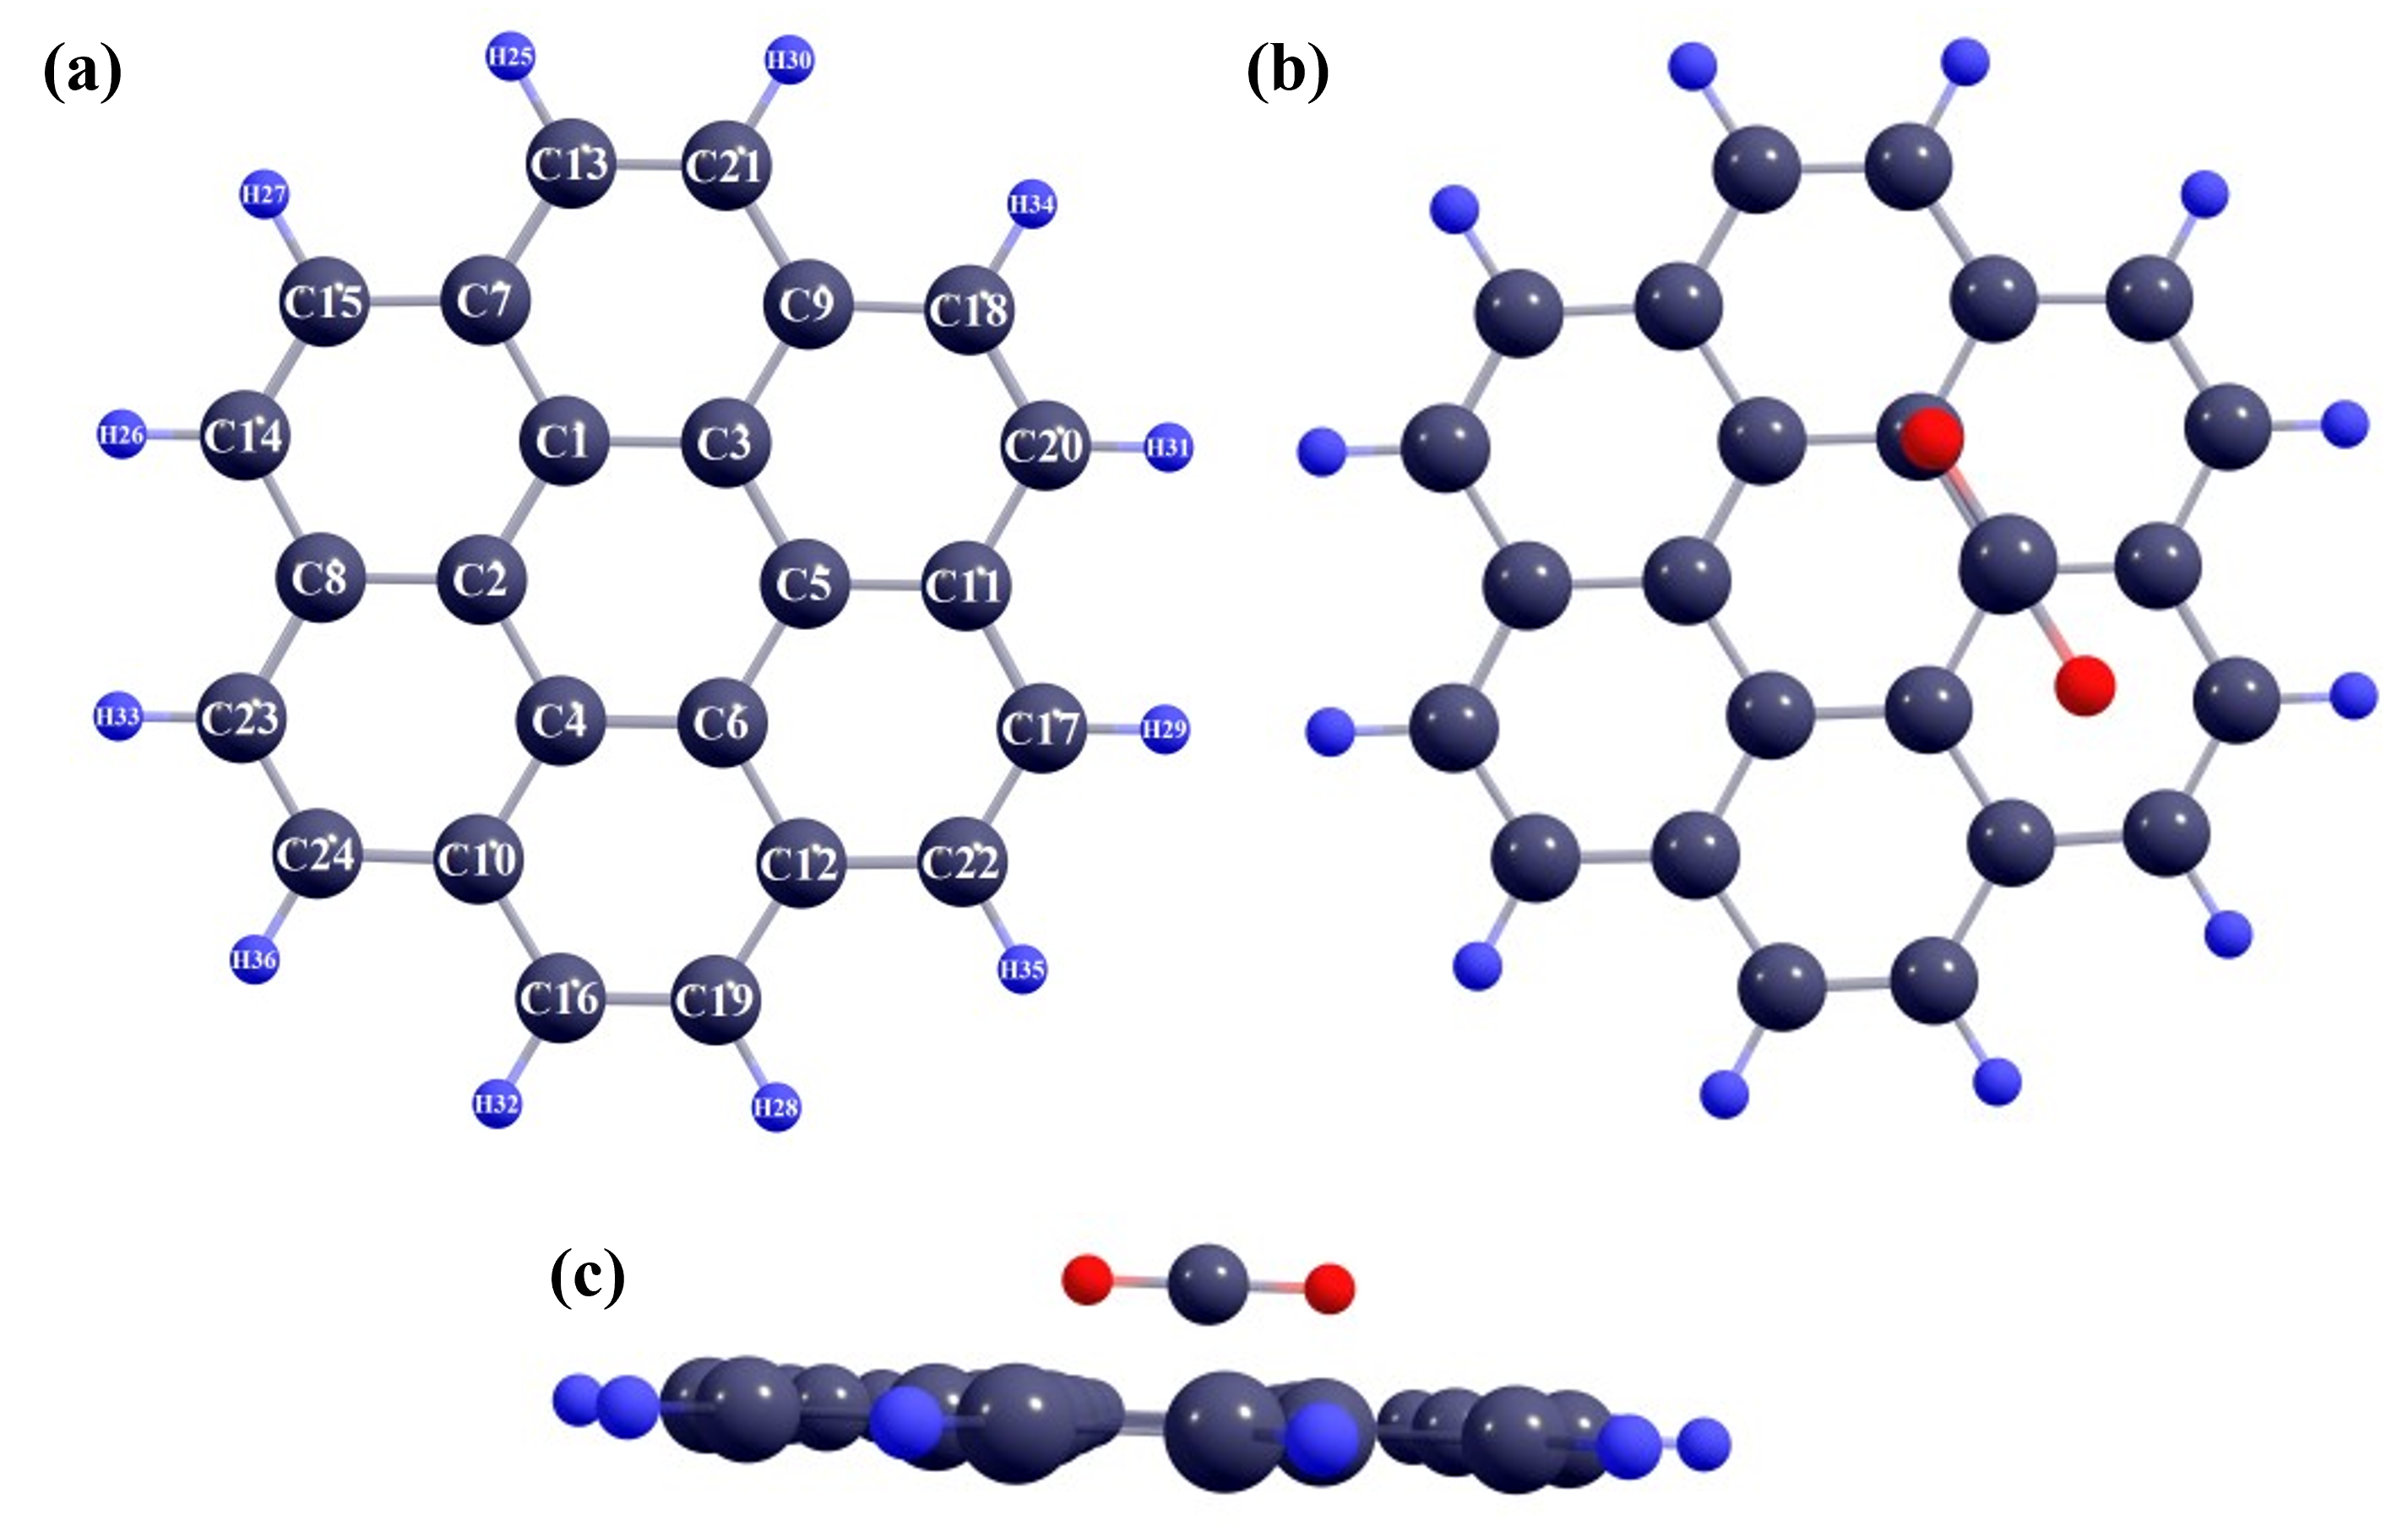 (a)
(b)
H25 H30
C13 C21
H27 H34
C15 C7 C9 C18
H26 C14 C1 C3 C20 H31
C8 C2 C5 C11
H33 C23 C4 C6 C17 H29
C24 C10 C12 C22
H36 H35
C16 C19
H32 H28
(c)